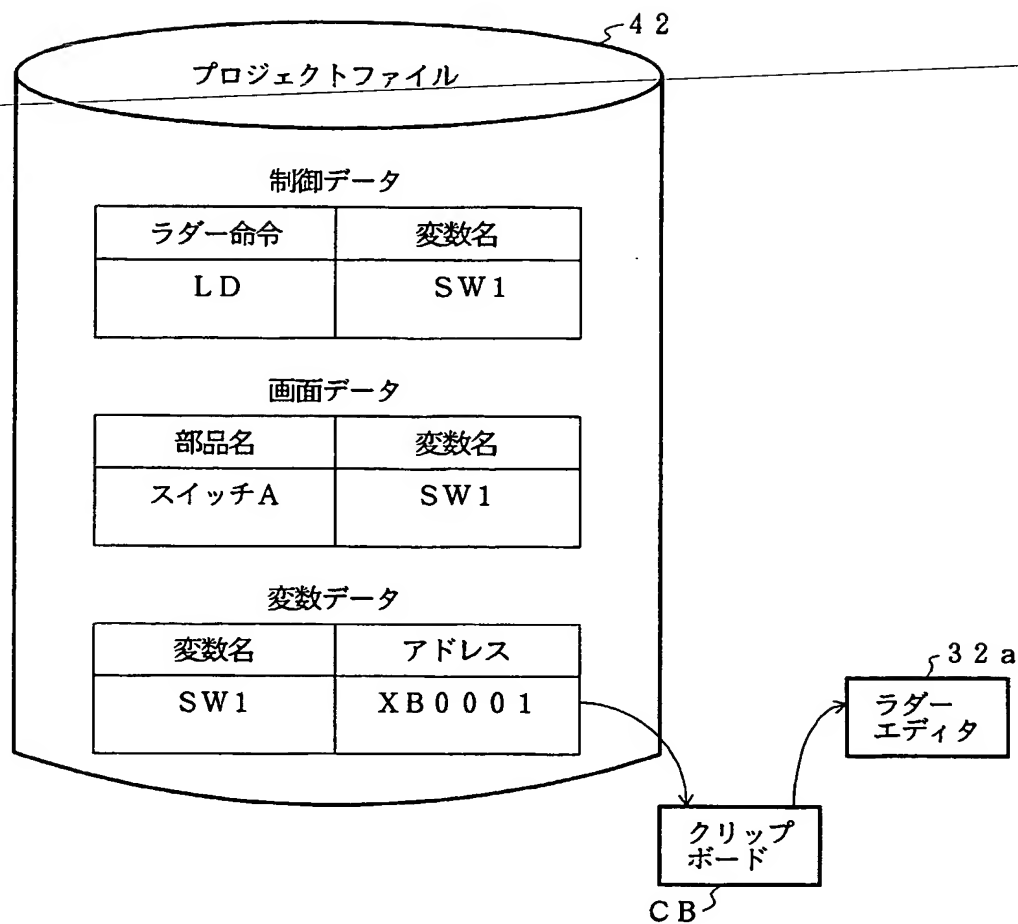 42
プロジェクトファイル
制御データ
ラダー命令 変数名
LD SW1
画面データ
部品名 変数名
スイッチA SW1
変数データ
変数名 アドレス
SW1 XB0001
32a
ラダー
エディタ
クリップ
ボード
CB